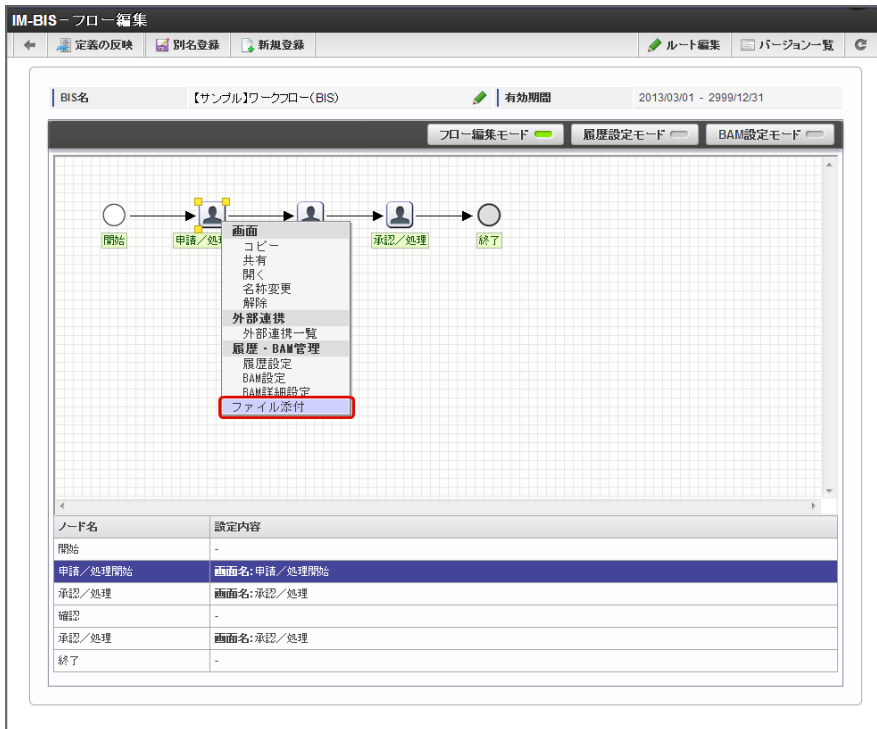 IM-BIS－フロー編集
定義の反映 別名登録 新規登録 ルート編集 バージョン一覧
BIS名 【サンプル】ワークフロー(BIS) 有効期間 2013/03/01 - 2999/12/31
フロー編集モード 履歴設定モード BAM設定モード
開始 申請／処 承認／処理 終了
画面
コピー
共有
開く
名称変更
解除
外部連携
外部連携一覧
履歴・BAM管理
履歴設定
BAM設定
BAM詳細設定
ファイル添付
ノード名 設定内容
開始 -
申請／処理開始 画面名:申請／処理開始
承認／処理 画面名:承認／処理
確認 -
承認／処理 画面名:承認／処理
終了 -